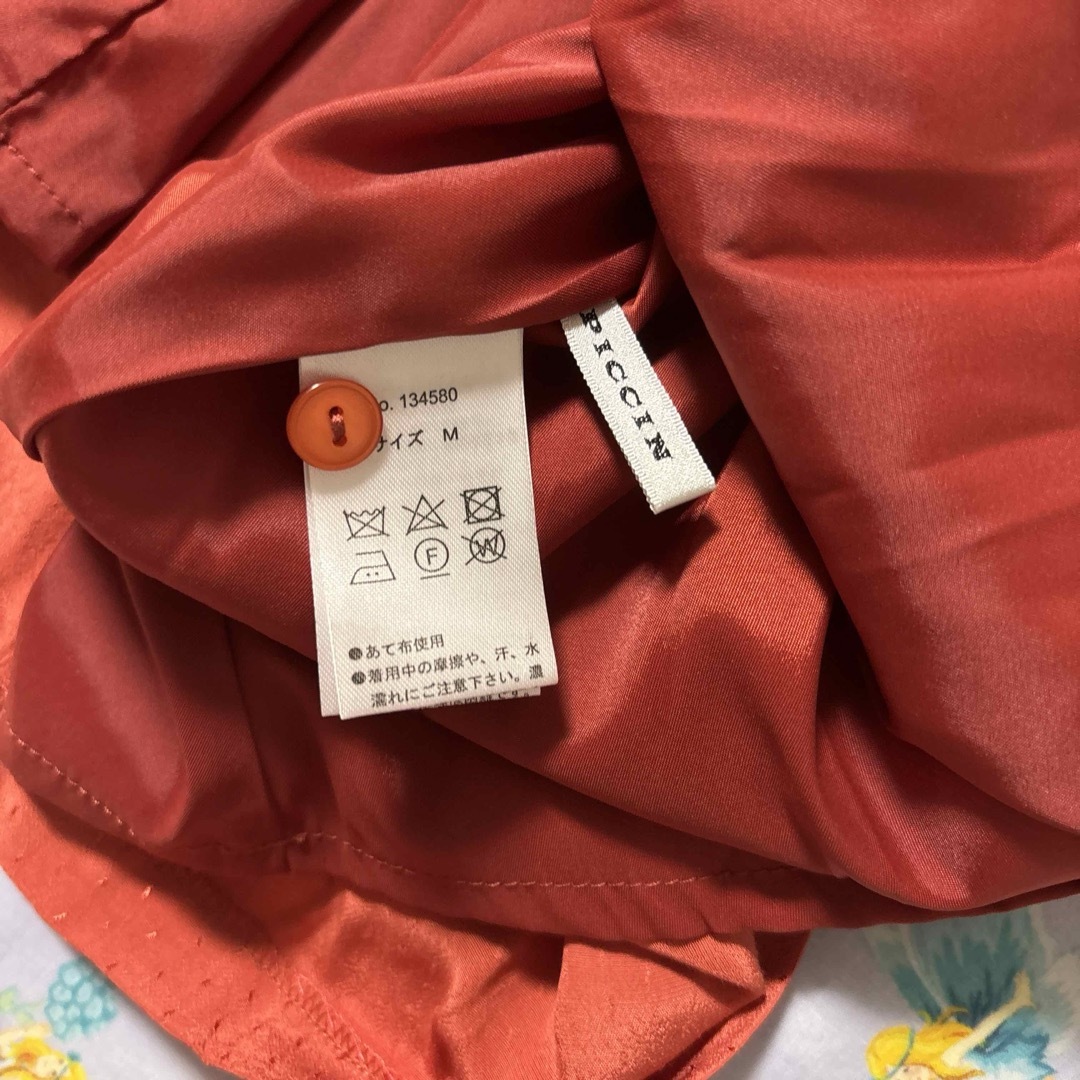 o. 134580
サイズ M
F
W
●あて布使用
●着用中の摩擦や、汗、水
濡れにご注意下さい。濃
PICCIN